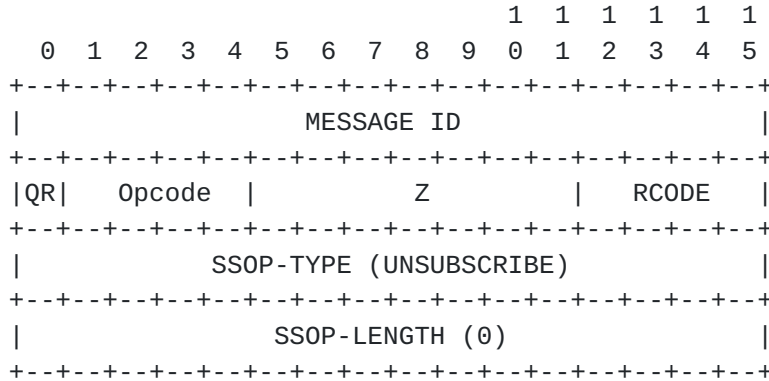 1  1  1  1  1  1
   0  1  2  3  4  5  6  7  8  9  0  1  2  3  4  5
 +--+--+--+--+--+--+--+--+--+--+--+--+--+--+--+--+
 |                  MESSAGE ID                   |
 +--+--+--+--+--+--+--+--+--+--+--+--+--+--+--+--+
 |QR|   Opcode  |          Z         |   RCODE   |
 +--+--+--+--+--+--+--+--+--+--+--+--+--+--+--+--+
 |            SSOP-TYPE (UNSUBSCRIBE)            |
 +--+--+--+--+--+--+--+--+--+--+--+--+--+--+--+--+
 |                SSOP-LENGTH (0)                |
 +--+--+--+--+--+--+--+--+--+--+--+--+--+--+--+--+